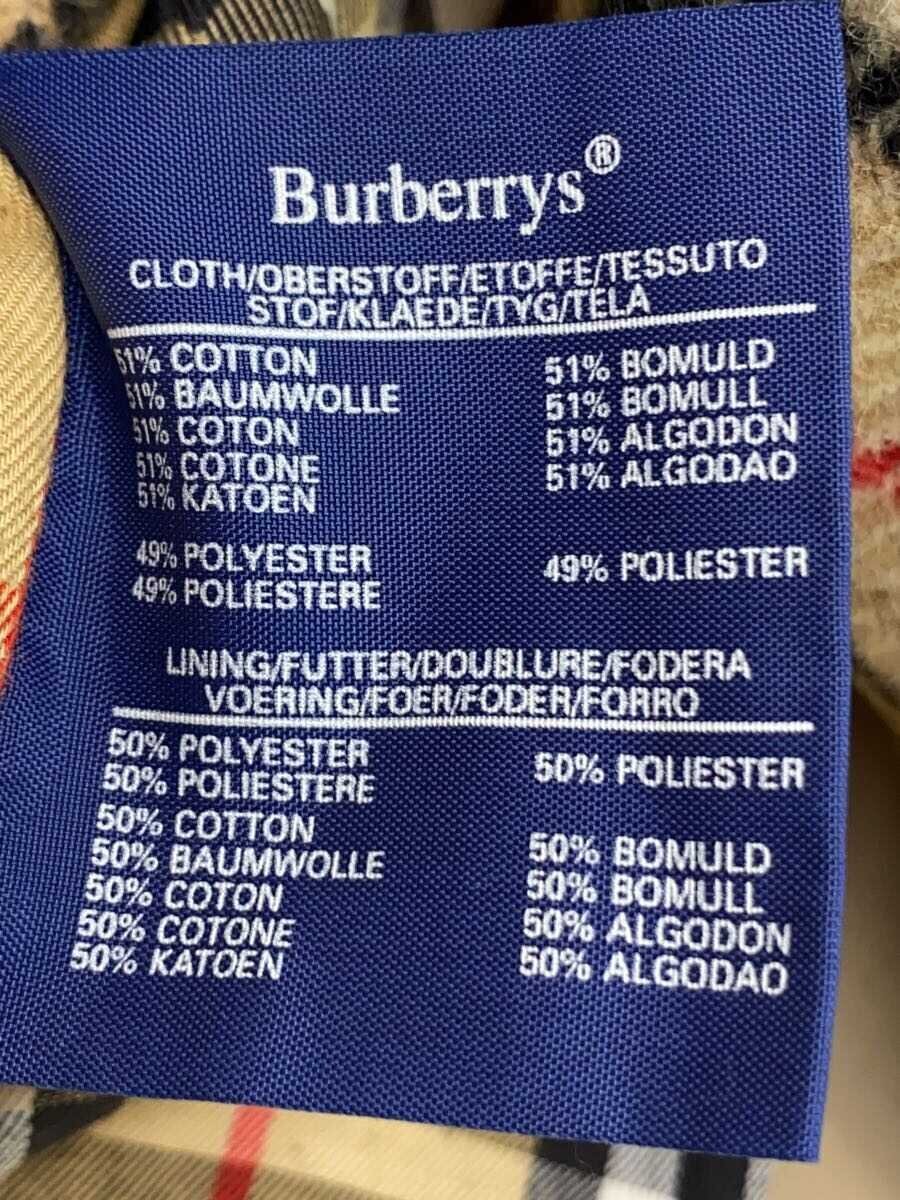 Burberrys®
CLOTH/OBERSTOFF/ETOFFE/TESSUTO
STOF/KLAEDE/TYG/TELA
51% COTTON
51% BAUMWOLLE
51% COTON
51% COTONE
51% KATOEN
51% BOMULD
51% BOMULL
51% ALGODON
51% ALGODAO
49% POLYESTER
49% POLIESTERE
49% POLIESTER
LINING/FUTTER/DOUBLURE/FODERA
VOERING/FOER/FODER/FORRO
50% POLYESTER
50% POLIESTERE
50% POLIESTER
50% COTTON
50% BAUMWOLLE
50% COTON
50% COTONE
50% KATOEN
50% BOMULD
50% BOMULL
50% ALGODON
50% ALGODAO